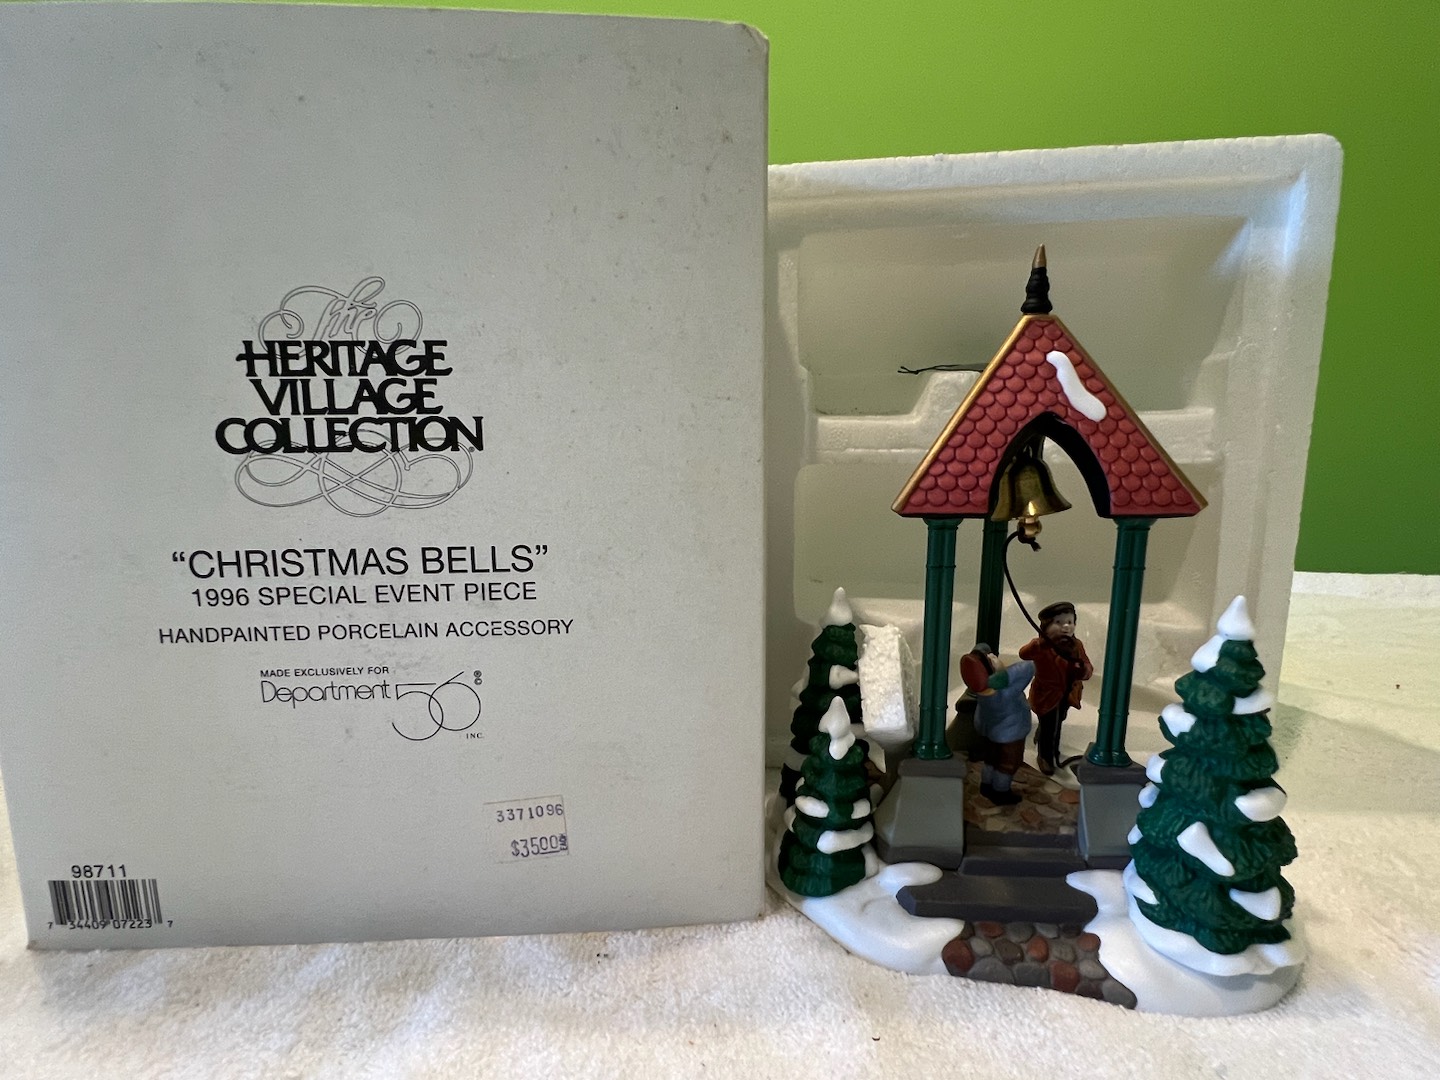 The
HERITAGE
VILLAGE
COLLECTION®
“CHRISTMAS BELLS”
1996 SPECIAL EVENT PIECE
HANDPAINTED PORCELAIN ACCESSORY
MADE EXCLUSIVELY FOR
Department 56®
INC.
3371096
$35.00
98711
7 34409 07223 7